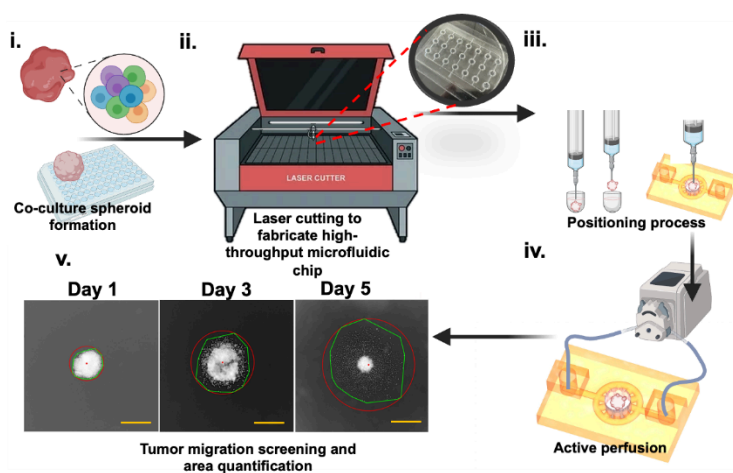 i.
ii.
iii.
LASER CUTTER
Co-culture spheroid
formation
Laser cutting to
fabricate high-
throughput microfluidic
chip
Positioning process
iv.
v.
Day 1
Day 3
Day 5
Tumor migration screening and
area quantification
Active perfusion